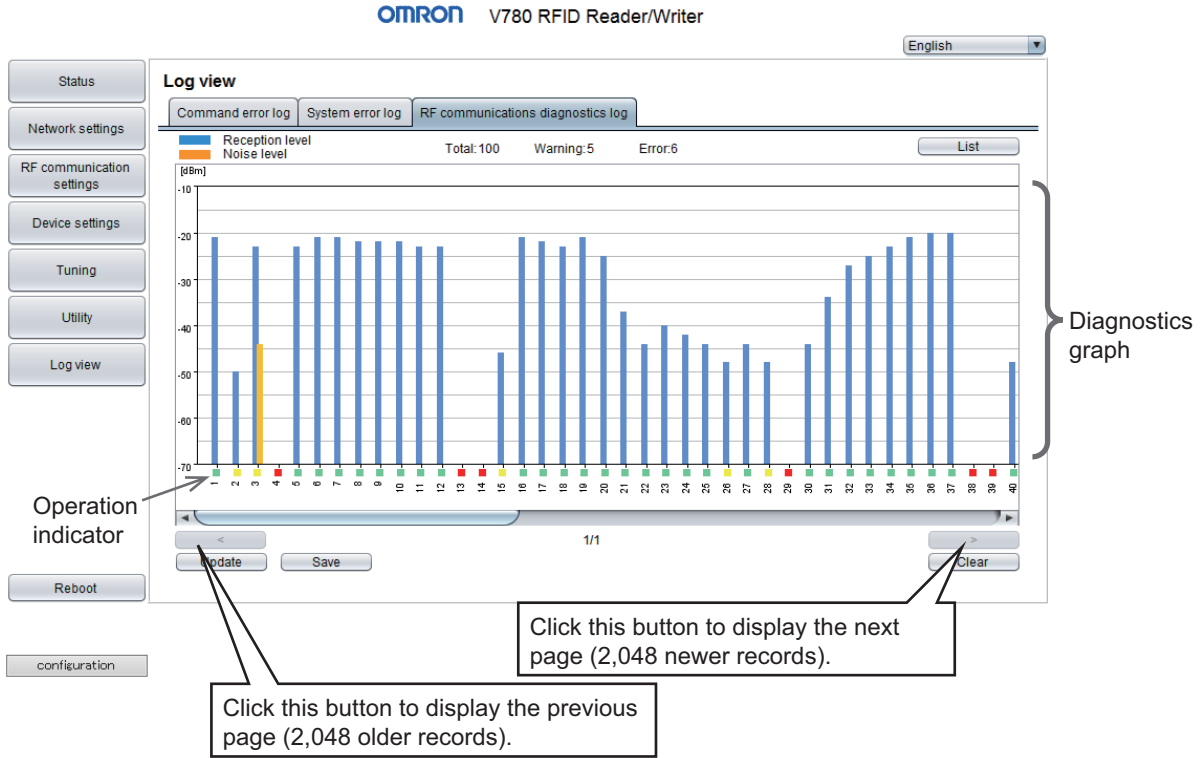 OMRON V780 RFID Reader/Writer
English
Status
Network settings
RF communication
settings
Device settings
Tuning
Utility
Log view
Reboot
configuration
Log view
Command error log System error log RF communications diagnostics log
Reception level
Noise level
Total:100 Warning:5 Error:6
List
[dBm]
-10
-20
-30
-40
-50
-60
-70
1 2 3 4 5 6 7 8 9 10 11 12 13 14 15 16 17 18 19 20 21 22 23 24 25 26 27 28 29 30 31 32 33 34 35 36 37 38 39 40
Diagnostics
graph
Operation
indicator
< 1/1 >
Update Save Clear
Click this button to display the next
page (2,048 newer records).
Click this button to display the previous
page (2,048 older records).